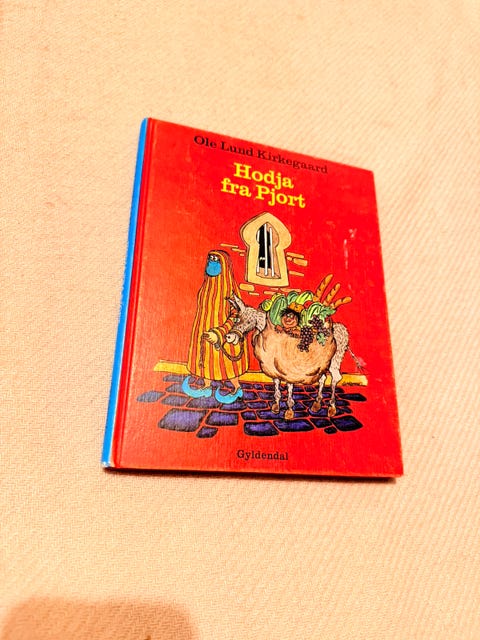 Ole Lund Kirkegaard
Hodja
fra Pjort
Gyldendal